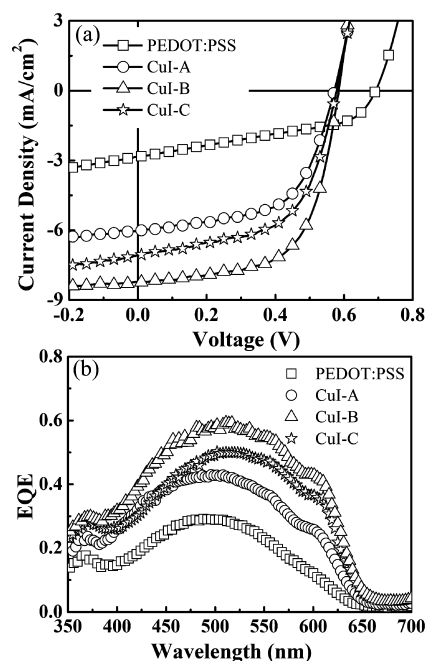 (a)
PEDOT:PSS
CuI-A
CuI-B
CuI-C
Current Density (mA/cm²)
3
0
-3
-6
-9
-0.2 0.0 0.2 0.4 0.6 0.8
Voltage (V)
(b)
PEDOT:PSS
CuI-A
CuI-B
CuI-C
EQE
0.8
0.6
0.4
0.2
0.0
350 400 450 500 550 600 650 700
Wavelength (nm)